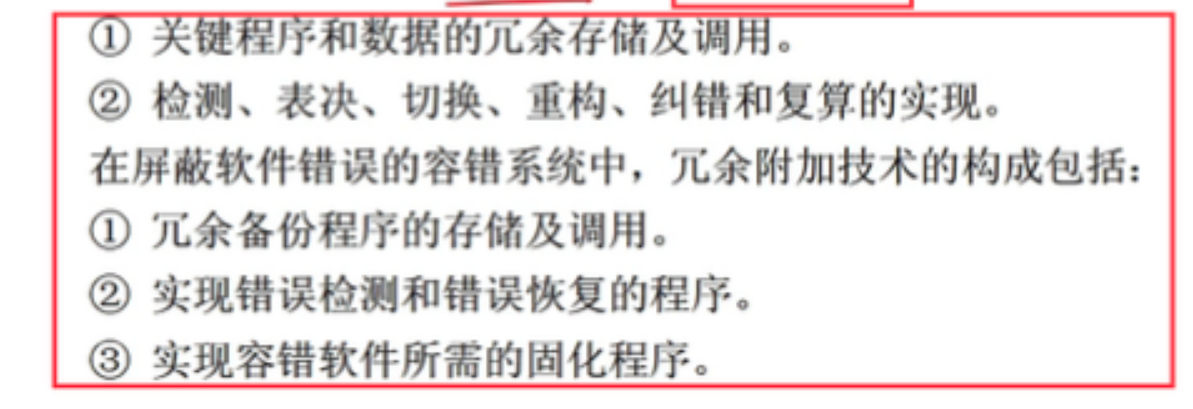 ① 关键程序和数据的冗余存储及调用。
② 检测、表决、切换、重构、纠错和复算的实现。
在屏蔽软件错误的容错系统中，冗余附加技术的构成包括：
① 冗余备份程序的存储及调用。
② 实现错误检测和错误恢复的程序。
③ 实现容错软件所需的固化程序。